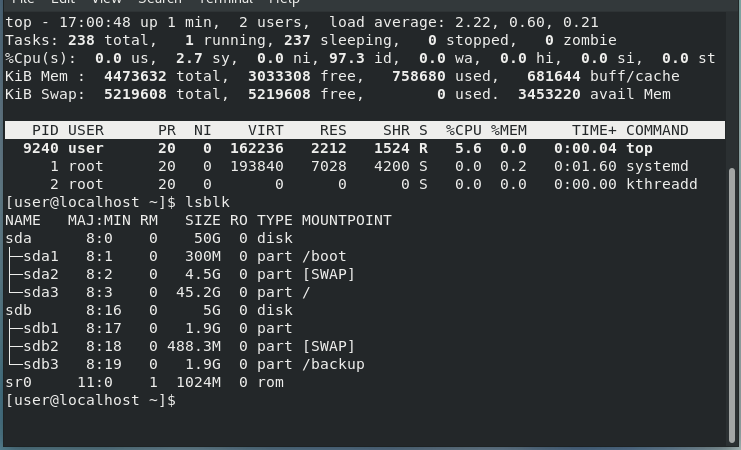 File Edit View Search Terminal Help
top - 17:00:48 up 1 min,  2 users,  load average: 2.22, 0.60, 0.21
Tasks: 238 total,   1 running, 237 sleeping,   0 stopped,   0 zombie
%Cpu(s):  0.0 us,  2.7 sy,  0.0 ni, 97.3 id,  0.0 wa,  0.0 hi,  0.0 si,  0.0 st
KiB Mem :  4473632 total,  3033308 free,   758680 used,   681644 buff/cache
KiB Swap:  5219608 total,  5219608 free,        0 used.  3453220 avail Mem
PID USER      PR  NI    VIRT    RES    SHR S  %CPU %MEM     TIME+ COMMAND
9240 user      20   0  162236   2212   1524 R   5.6  0.0   0:00.04 top
1 root      20   0  193840   7028   4200 S   0.0  0.2   0:01.60 systemd
2 root      20   0       0      0      0 S   0.0  0.0   0:00.00 kthreadd
[user@localhost ~]$ lsblk
NAME   MAJ:MIN RM   SIZE RO TYPE MOUNTPOINT
sda      8:0    0    50G  0 disk
├─sda1   8:1    0   300M  0 part /boot
├─sda2   8:2    0   4.5G  0 part [SWAP]
└─sda3   8:3    0  45.2G  0 part /
sdb      8:16   0     5G  0 disk
├─sdb1   8:17   0   1.9G  0 part
├─sdb2   8:18   0 488.3M  0 part [SWAP]
└─sdb3   8:19   0   1.9G  0 part /backup
sr0     11:0    1  1024M  0 rom
[user@localhost ~]$